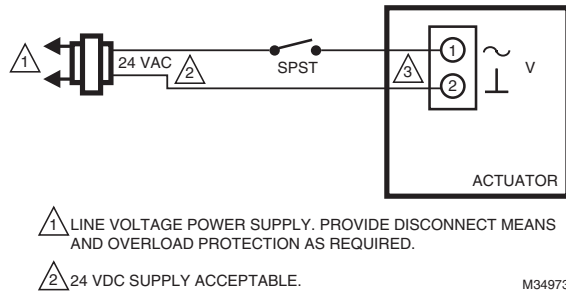 1
24 VAC
2
SPST
3
1
2
V
ACTUATOR
1 LINE VOLTAGE POWER SUPPLY. PROVIDE DISCONNECT MEANS
AND OVERLOAD PROTECTION AS REQUIRED.
2 24 VDC SUPPLY ACCEPTABLE.
M34973